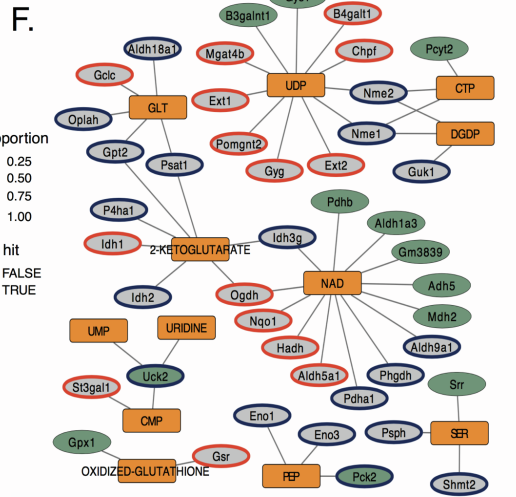 F.
B3galnt1
B4galt1
Mgat4b
Chpf
Pcyt2
Aldh18a1
Gclc
UDP
Nme2
CTP
Ext1
GLT
Oplah
Nme1
DGDP
Pomgnt2
Gyg
Ext2
Guk1
Gpt2
Psat1
oportion
0.25
0.50
0.75
1.00
hit
FALSE
TRUE
P4ha1
Idh1
2-KETOGLUTARATE
Idh3g
Idh2
Ogdh
Pdhb
Aldh1a3
Gm3839
NAD
Adh5
Mdh2
Nqo1
Hadh
Aldh9a1
Aldh5a1
Phgdh
Pdha1
UMP
URIDINE
Uck2
St3gal1
CMP
Gpx1
Gsr
OXIDIZED-GLUTATHIONE
Eno1
Eno3
PEP
Pck2
Srr
Psph
SER
Shmt2